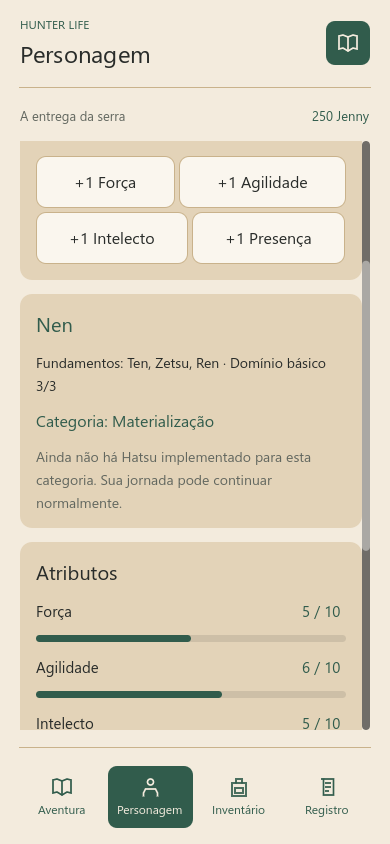 HUNTER LIFE
Personagem
A entrega da serra
250 Jenny
+1 Força
+1 Agilidade
+1 Intelecto
+1 Presença
Nen
Fundamentos: Ten, Zetsu, Ren · Domínio básico
3/3
Categoria: Materialização
Ainda não há Hatsu implementado para esta
categoria. Sua jornada pode continuar
normalmente.
Atributos
Força
5 / 10
Agilidade
6 / 10
Intelecto
5 / 10
Aventura
Personagem
Inventário
Registro